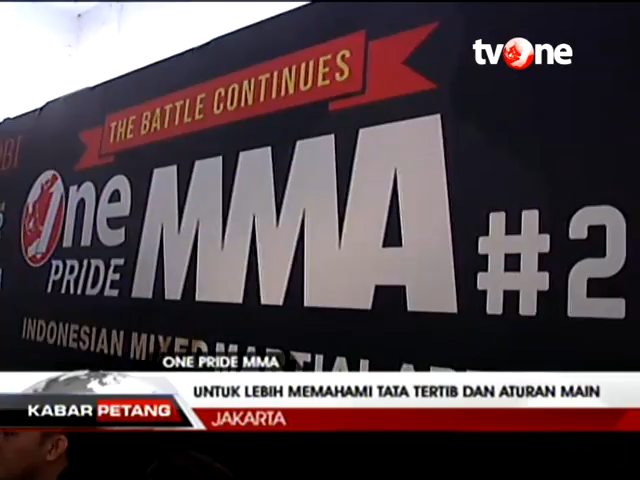 tvOne
THE BATTLE CONTINUES
One
PRIDE
MMA #2
INDONESIAN MIXED MARTIAL
ONE PRIDE MMA
UNTUK LEBIH MEMAHAMI TATA TERTIB DAN ATURAN MAIN
KABAR PETANG
JAKARTA